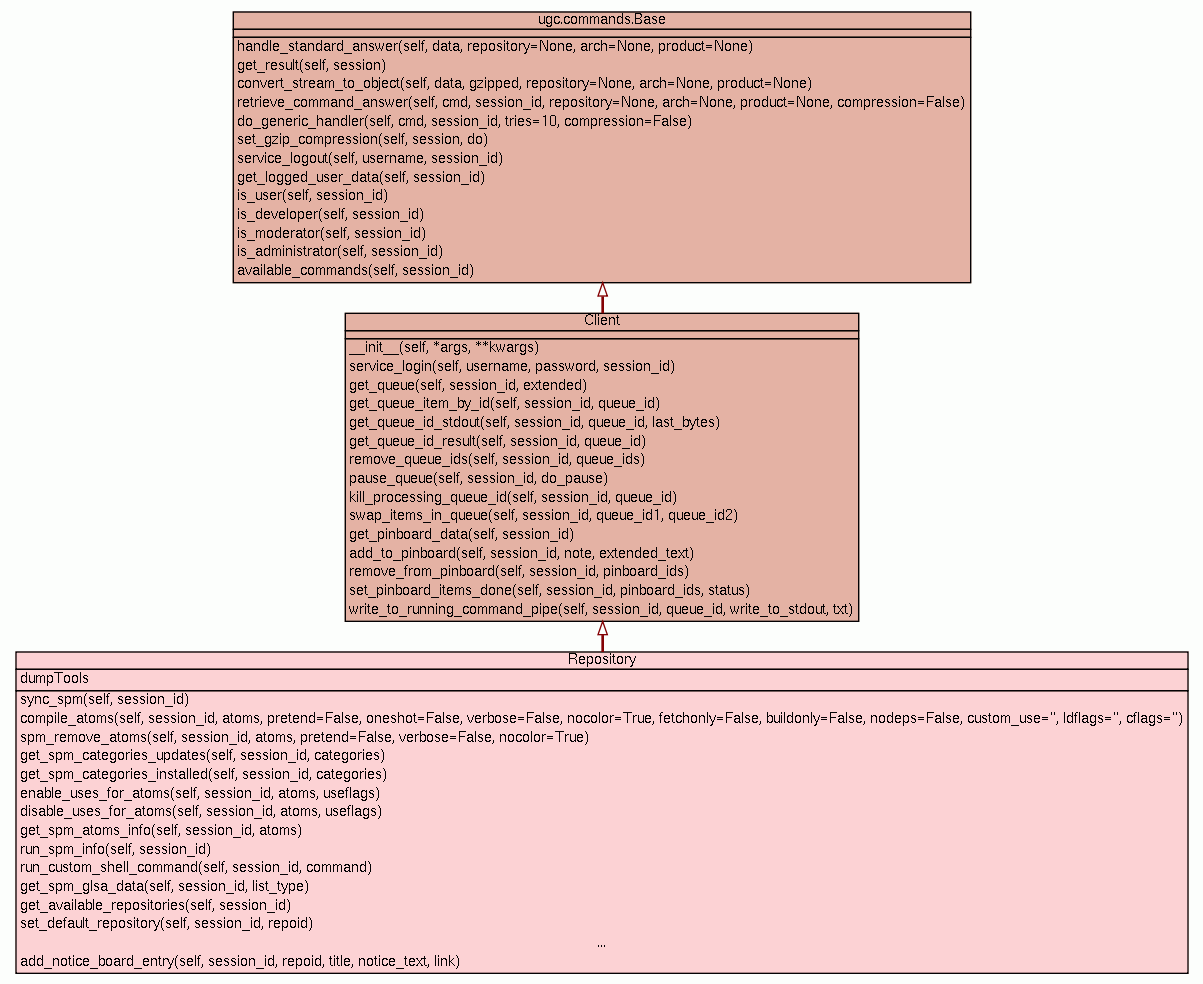 ugc.commands.Base
handle_standard_answer(self, data, repository=None, arch=None, product=None)
get_result(self, session)
convert_stream_to_object(self, data, gzipped, repository=None, arch=None, product=None)
retrieve_command_answer(self, cmd, session_id, repository=None, arch=None, product=None, compression=False)
do_generic_handler(self, cmd, session_id, tries=10, compression=False)
set_gzip_compression(self, session, do)
service_logout(self, username, session_id)
get_logged_user_data(self, session_id)
is_user(self, session_id)
is_developer(self, session_id)
is_moderator(self, session_id)
is_administrator(self, session_id)
available_commands(self, session_id)
Client
__init__(self, *args, **kwargs)
service_login(self, username, password, session_id)
get_queue(self, session_id, extended)
get_queue_item_by_id(self, session_id, queue_id)
get_queue_id_stdout(self, session_id, queue_id, last_bytes)
get_queue_id_result(self, session_id, queue_id)
remove_queue_ids(self, session_id, queue_ids)
pause_queue(self, session_id, do_pause)
kill_processing_queue_id(self, session_id, queue_id)
swap_items_in_queue(self, session_id, queue_id1, queue_id2)
get_pinboard_data(self, session_id)
add_to_pinboard(self, session_id, note, extended_text)
remove_from_pinboard(self, session_id, pinboard_ids)
set_pinboard_items_done(self, session_id, pinboard_ids, status)
write_to_running_command_pipe(self, session_id, queue_id, write_to_stdout, txt)
Repository
dumpTools
sync_spm(self, session_id)
compile_atoms(self, session_id, atoms, pretend=False, oneshot=False, verbose=False, nocolor=True, fetchonly=False, buildonly=False, nodeps=False, custom_use='', ldflags='', cflags='')
spm_remove_atoms(self, session_id, atoms, pretend=False, verbose=False, nocolor=True)
get_spm_categories_updates(self, session_id, categories)
get_spm_categories_installed(self, session_id, categories)
enable_uses_for_atoms(self, session_id, atoms, useflags)
disable_uses_for_atoms(self, session_id, atoms, useflags)
get_spm_atoms_info(self, session_id, atoms)
run_spm_info(self, session_id)
run_custom_shell_command(self, session_id, command)
get_spm_glsa_data(self, session_id, list_type)
get_available_repositories(self, session_id)
set_default_repository(self, session_id, repoid)
...
add_notice_board_entry(self, session_id, repoid, title, notice_text, link)